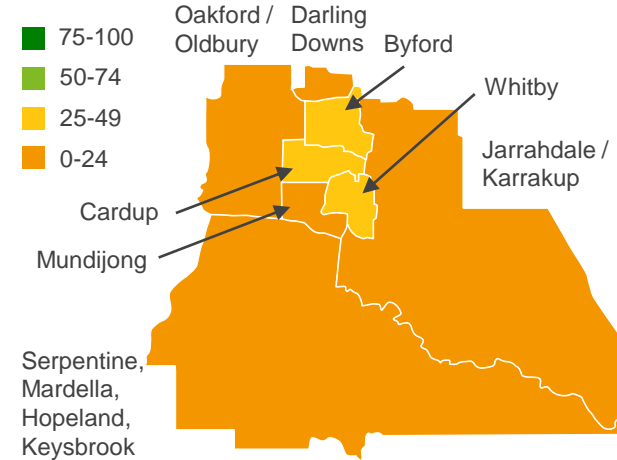 75-100
50-74
25-49
0-24
Oakford /
Oldbury
Darling
Downs
Byford
Whitby
Jarrahdale /
Karrakup
Cardup
Mundijong
Serpentine,
Mardella,
Hopeland,
Keysbrook